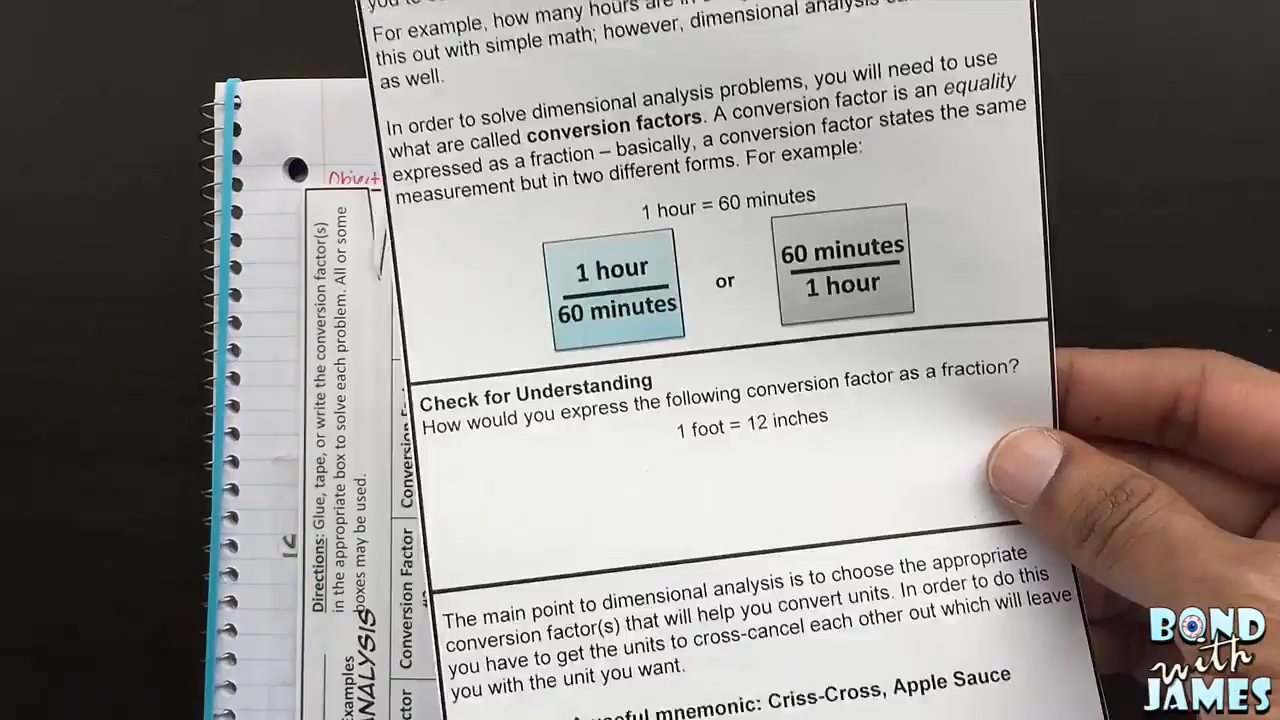 you to
For example, how many hours are in
this out with simple math; however, dimensional analysis
as well.
In order to solve dimensional analysis problems, you will need to use
what are called conversion factors. A conversion factor is an equality
expressed as a fraction – basically, a conversion factor states the same
measurement but in two different forms. For example:
1 hour = 60 minutes
1 hour
60 minutes
or
60 minutes
1 hour
Check for Understanding
How would you express the following conversion factor as a fraction?
1 foot = 12 inches
The main point to dimensional analysis is to choose the appropriate
conversion factor(s) that will help you convert units. In order to do this
you have to get the units to cross-cancel each other out which will leave
you with the unit you want.
mnemonic: Criss-Cross, Apple Sauce
Directions: Glue, tape, or write the conversion factor(s)
in the appropriate box to solve each problem. All or some
boxes may be used.
Examples
Conversion Factor
Conversion
BOND
with
JAMES